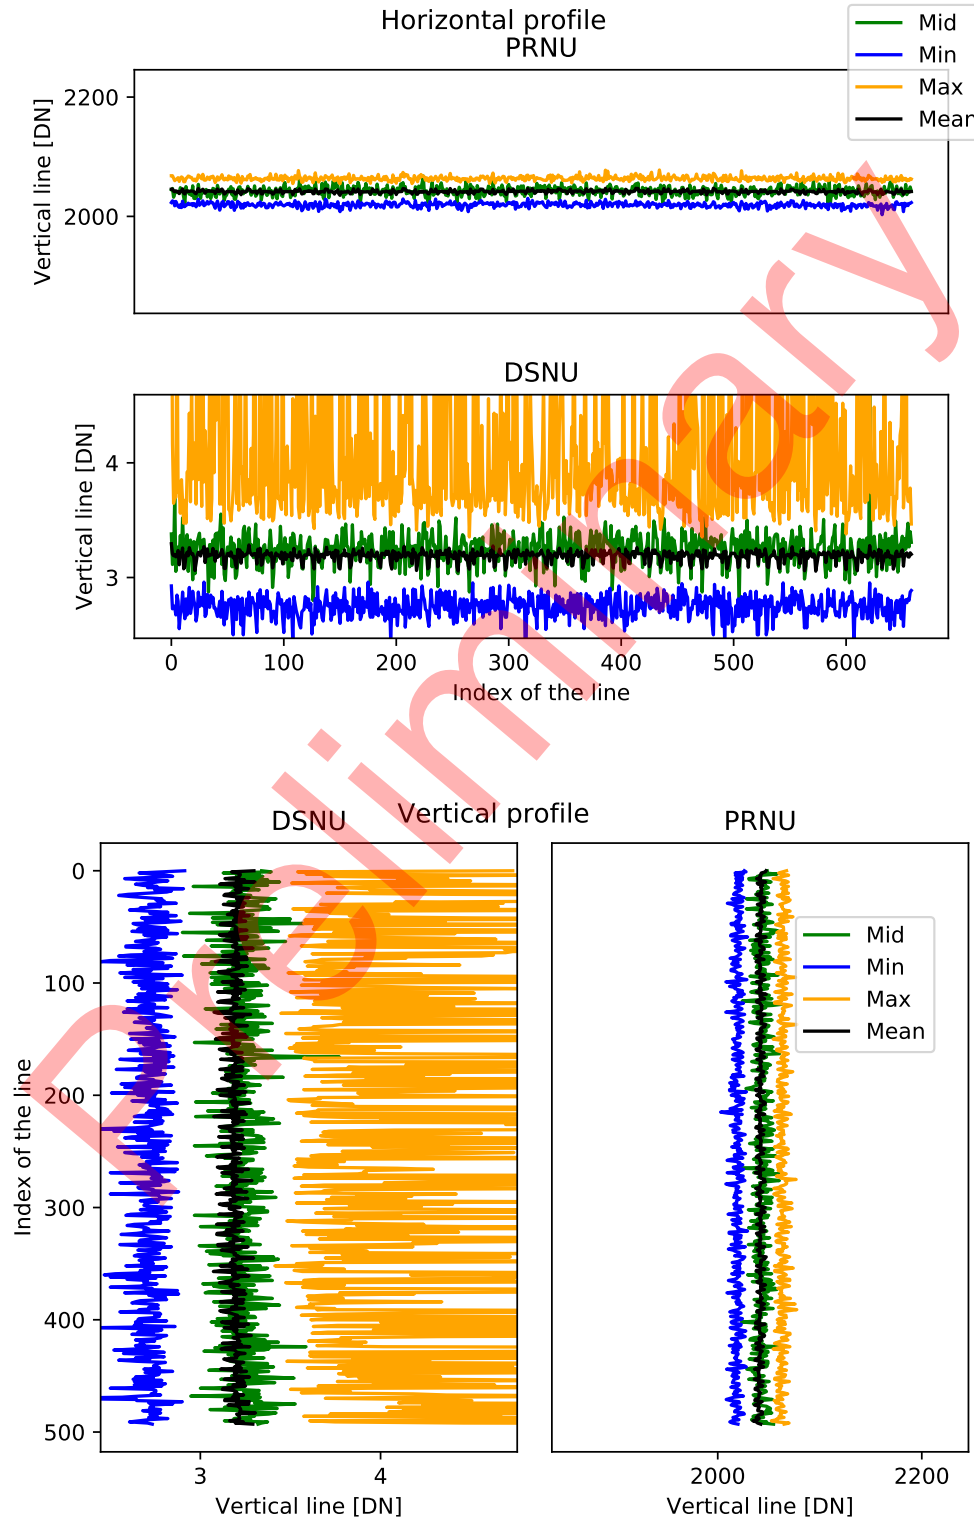 Horizontal profile
PRNU
Mid
Min
Max
Mean
2200
2000
Vertical line [DN]
DSNU
4
3
Vertical line [DN]
0 100 200 300 400 500 600
Index of the line
Preliminary
Vertical profile
DSNU
PRNU
0
100
200
300
400
500
Index of the line
Mid
Min
Max
Mean
3 4
2000 2200
Vertical line [DN]
Vertical line [DN]